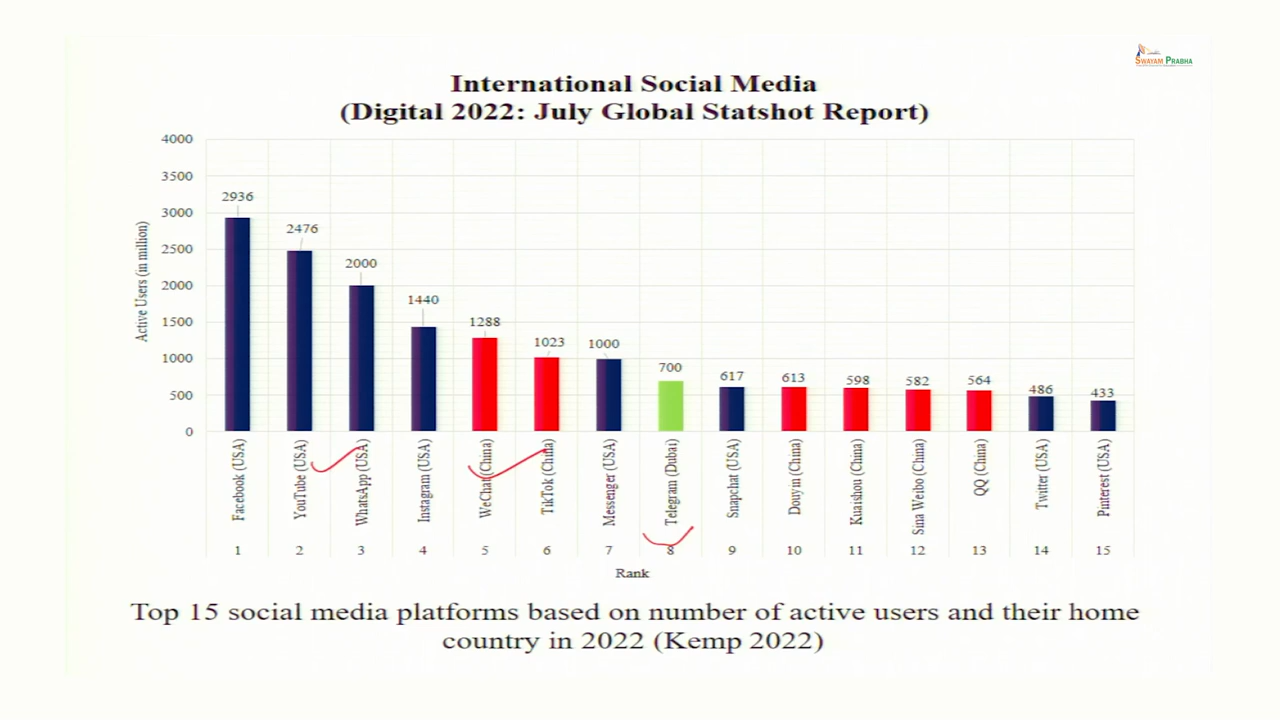 SWAYAM PRABHA
International Social Media
(Digital 2022: July Global Statshot Report)
Active Users (in million)
4000
3500
3000
2500
2000
1500
1000
500
0
2936
2476
2000
1440
1288
1023
1000
700
617
613
598
582
564
486
433
Facebook (USA)
YouTube (USA)
WhatsApp (USA)
Instagram (USA)
WeChat (China)
TikTok (China)
Messenger (USA)
Telegram (Dubai)
Snapchat (USA)
Douyin (China)
Kuaishou (China)
Sina Weibo (China)
QQ (China)
Twitter (USA)
Pinterest (USA)
1 2 3 4 5 6 7 8 9 10 11 12 13 14 15
Rank
Top 15 social media platforms based on number of active users and their home
country in 2022 (Kemp 2022)